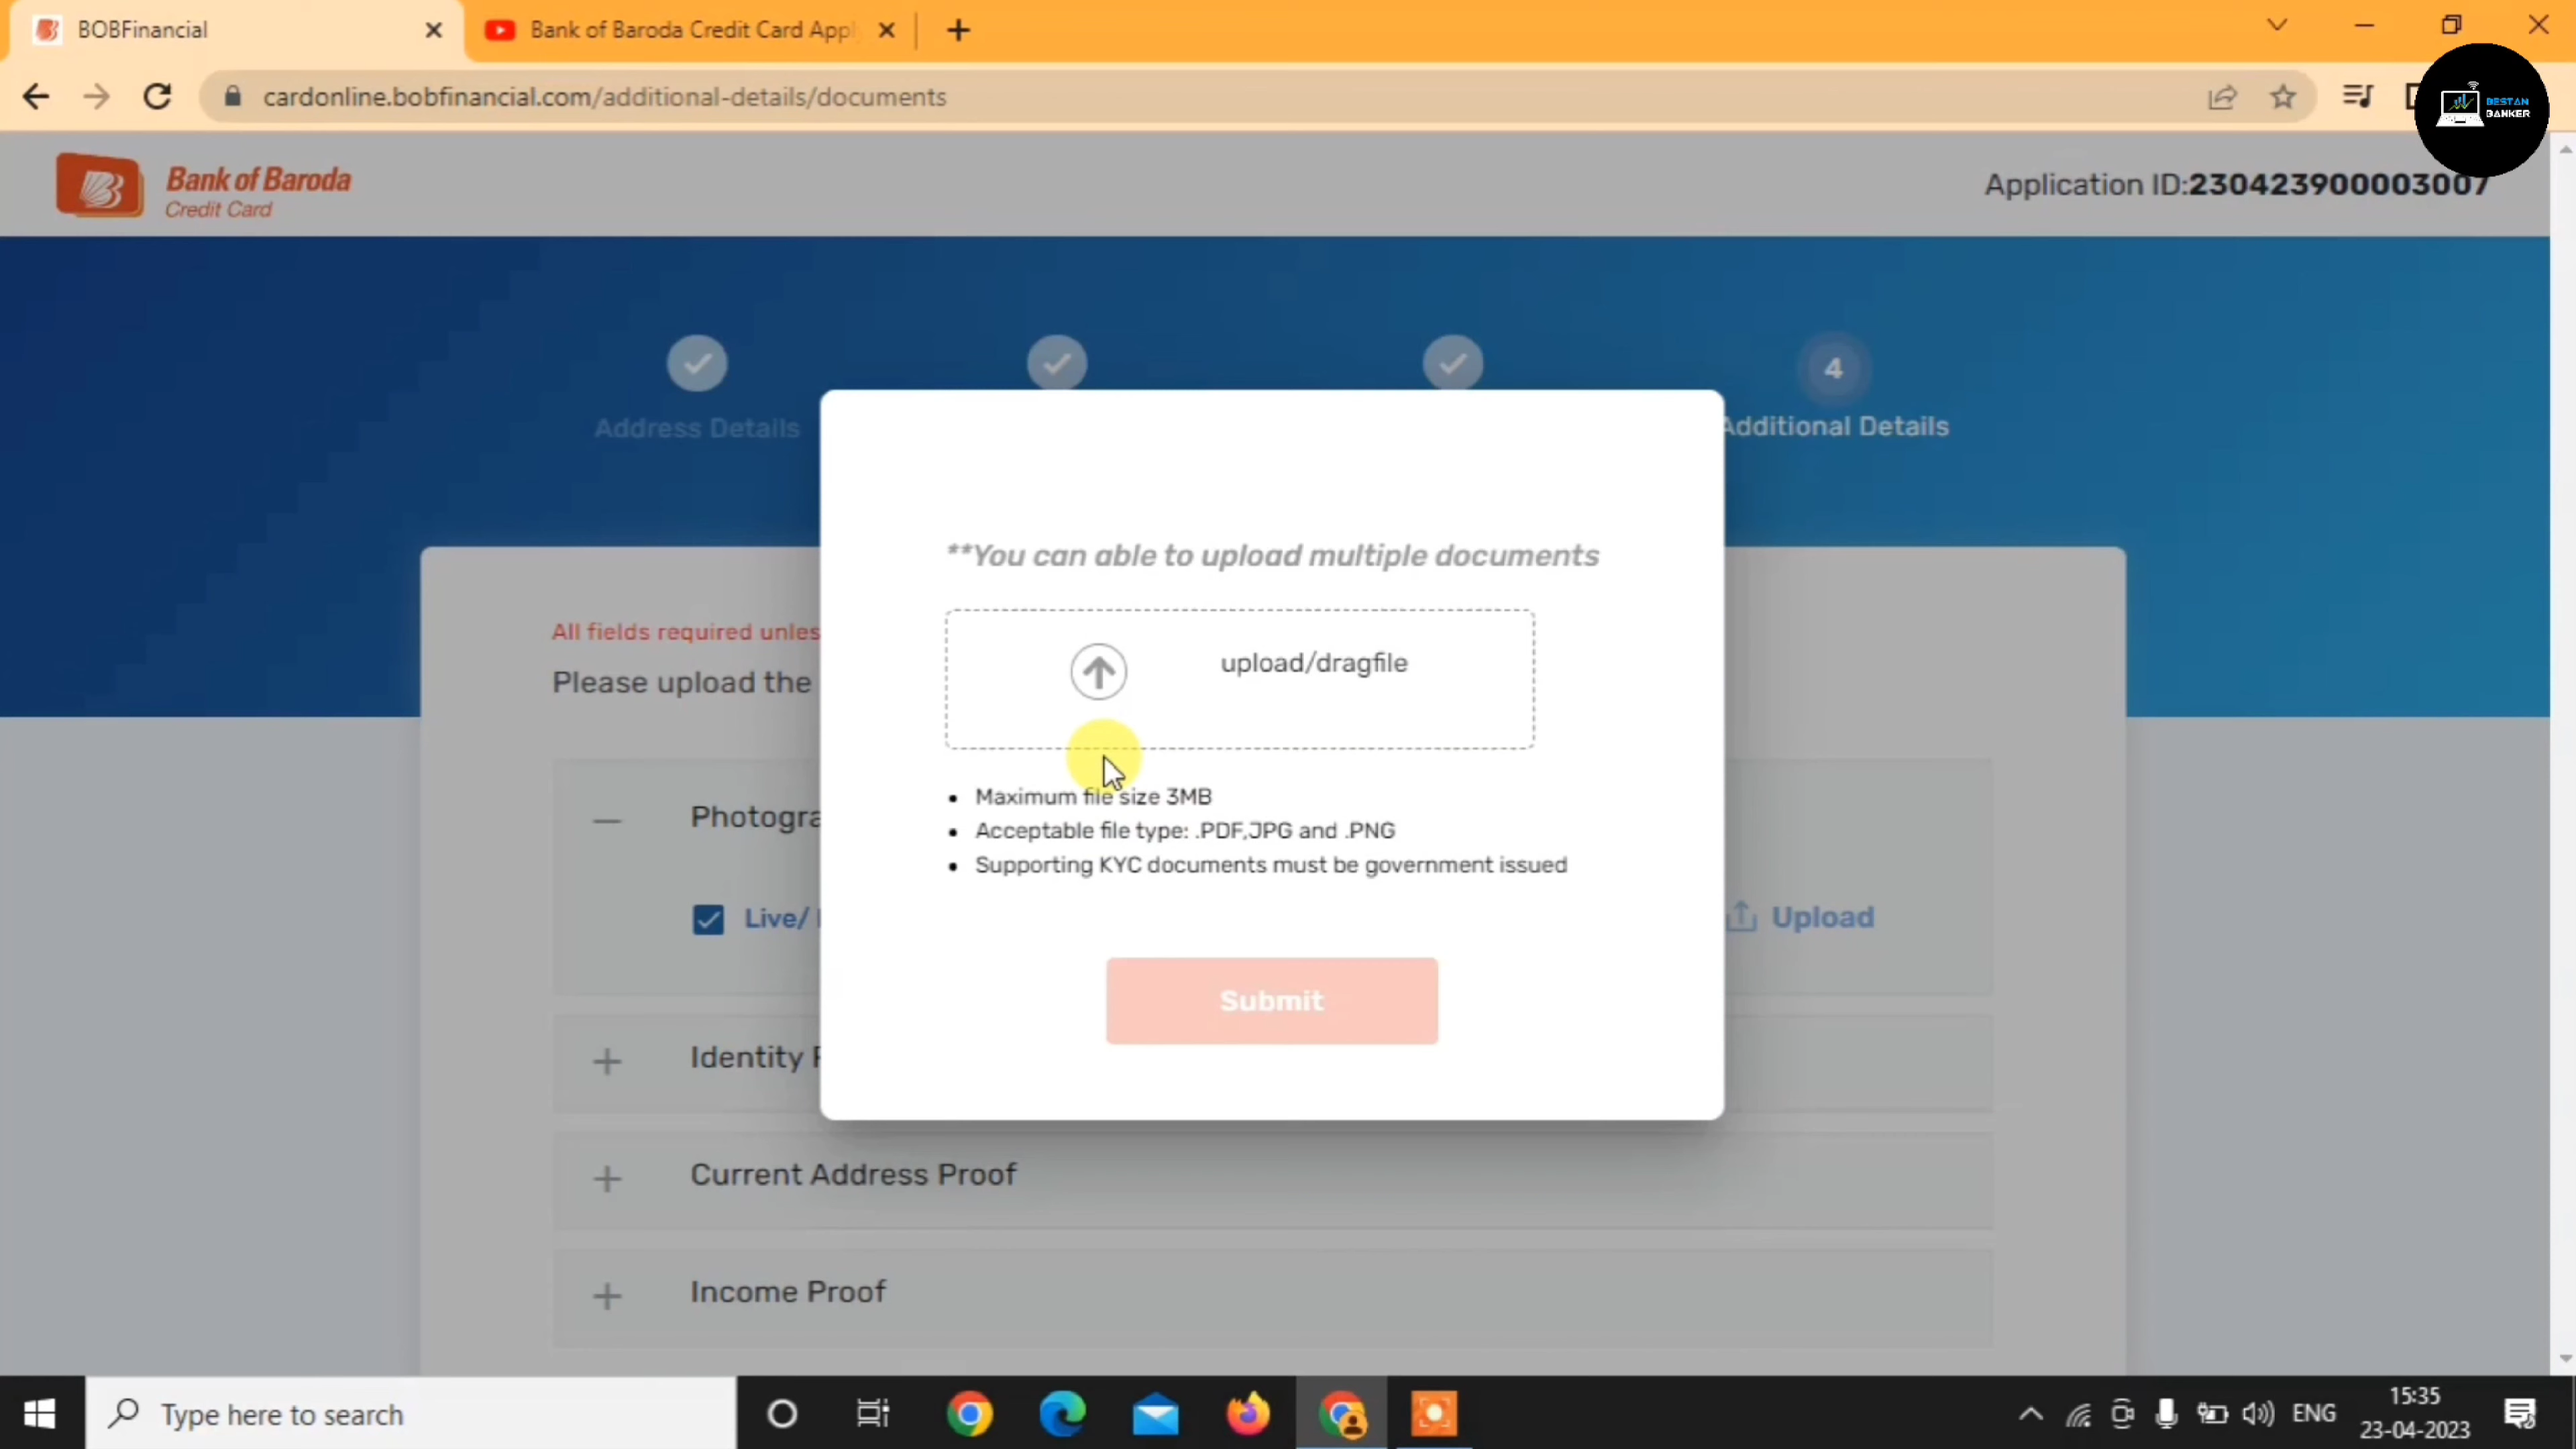 BOBFinancial
Bank of Baroda Credit Card Appl
cardonline.bobfinancial.com/additional-details/documents
BESTAN
BANKER
Bank of Baroda
Credit Card
Application ID:230423900003007
4
Address Details
Additional Details
**You can able to upload multiple documents
All fields required unles
Please upload the
upload/dragfile
Maximum file size 3MB
Acceptable file type: .PDF,JPG and .PNG
Supporting KYC documents must be government issued
Photogra
Live/
Upload
Submit
Identity
Current Address Proof
Income Proof
Type here to search
ENG
15:35
23-04-2023